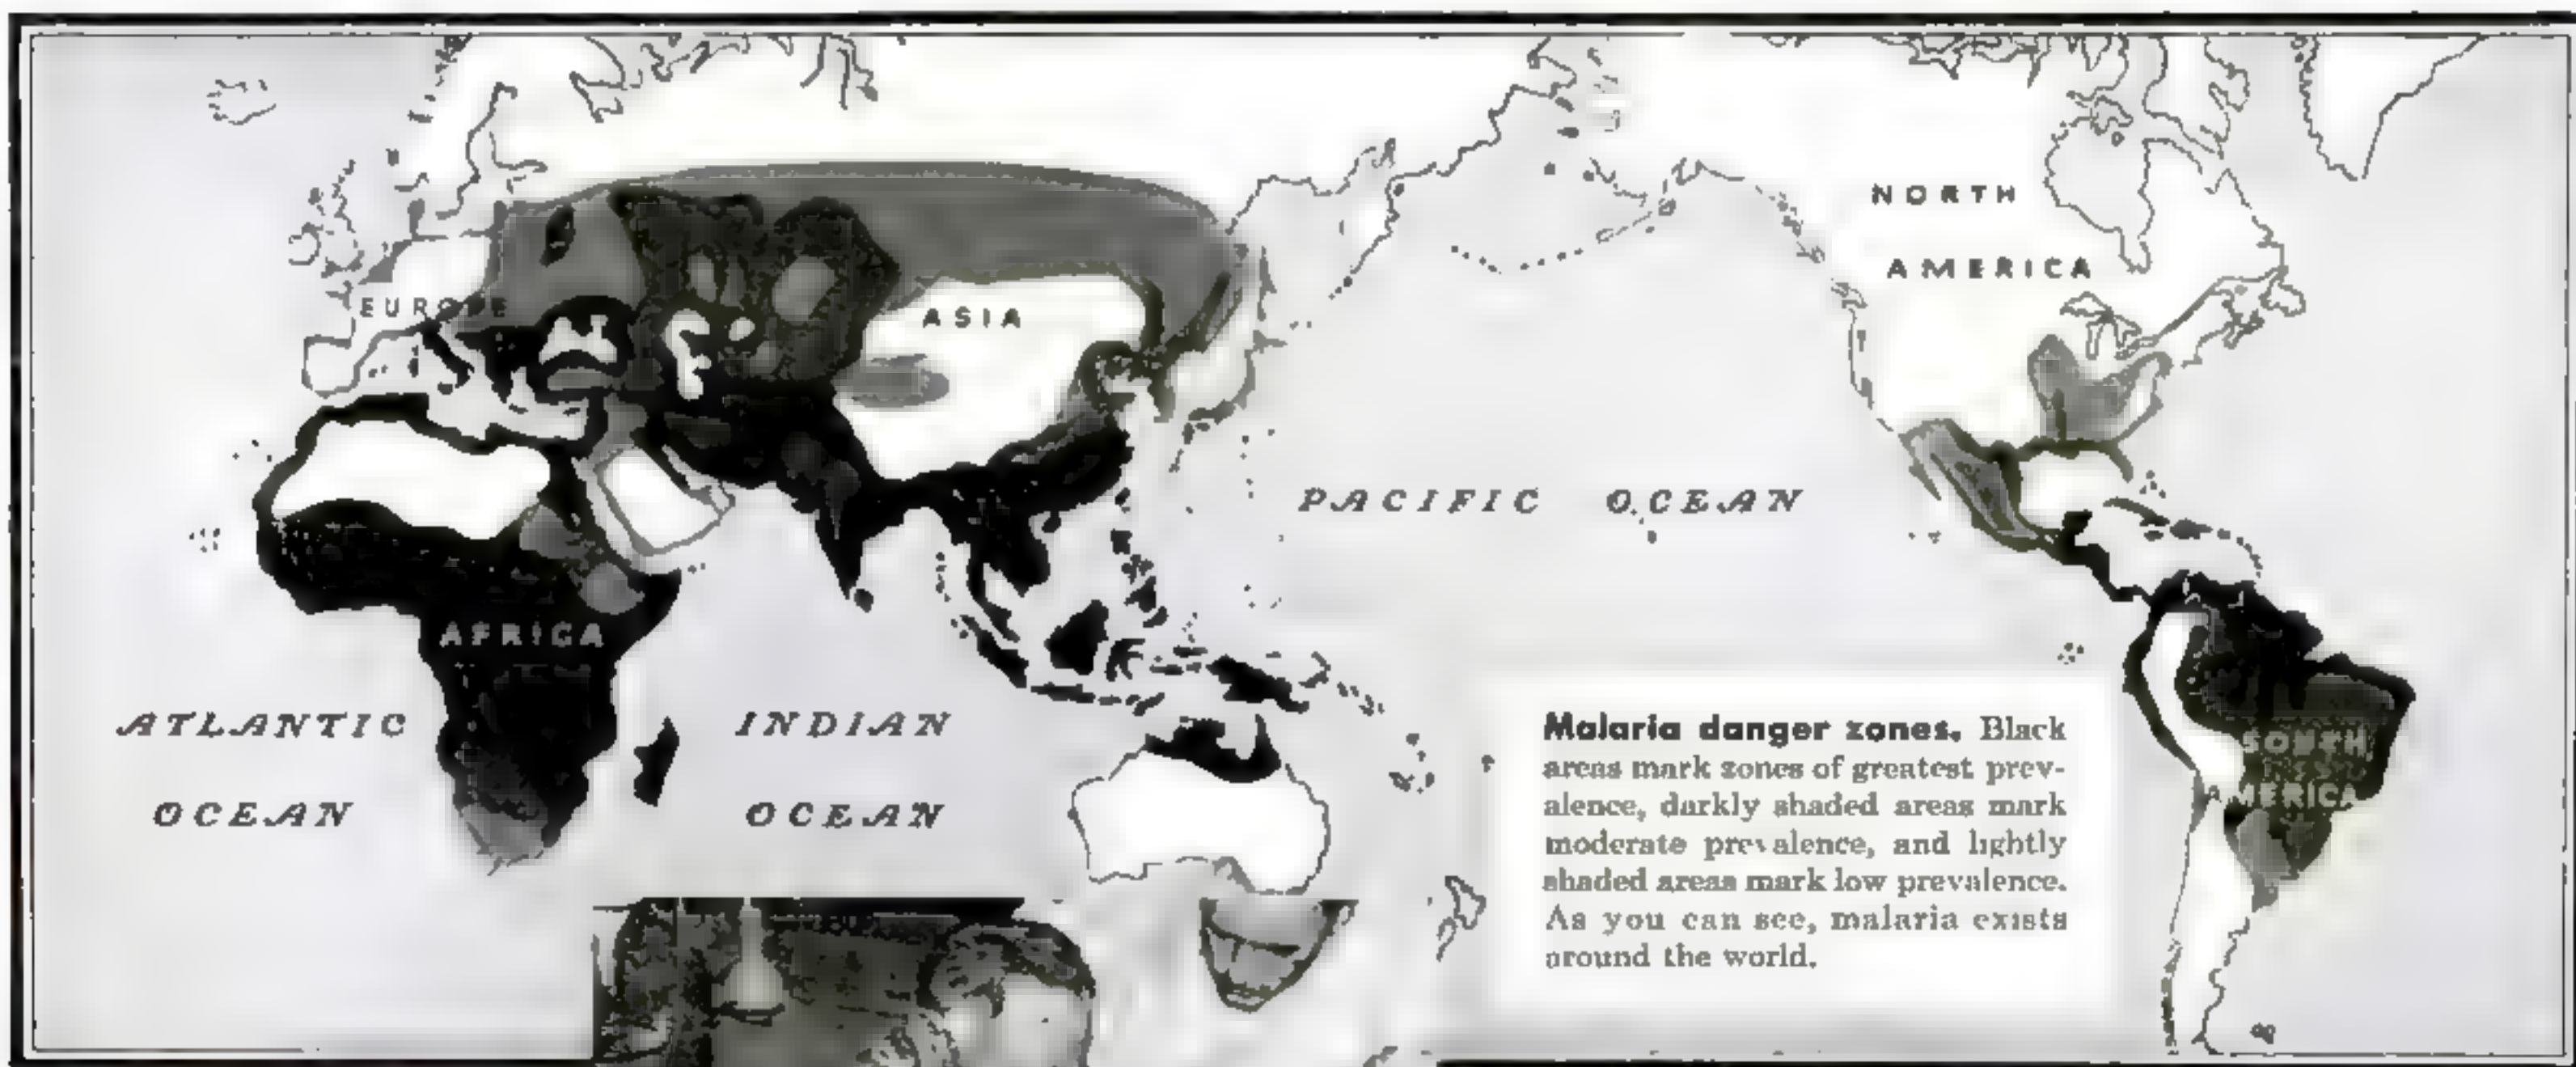 NORTH
AMERICA
EUROPE
ASIA
PACIFIC OCEAN
AFRICA
ATLANTIC
OCEAN
INDIAN
OCEAN
SOUTH
AMERICA
Malaria danger zones. Black
areas mark zones of greatest prev-
alence, darkly shaded areas mark
moderate prevalence, and lightly
shaded areas mark low prevalence.
As you can see, malaria exists
around the world.